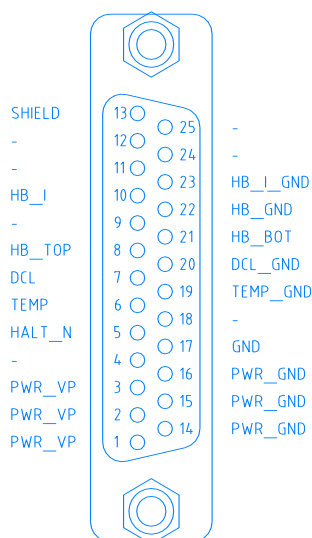 SHIELD 13
25 -
- 12
24 -
- 11
23 HB_I_GND
HB_I 10
22 HB_GND
- 9
21 HB_BOT
HB_TOP 8
20 DCL_GND
DCL 7
19 TEMP_GND
TEMP 6
18 -
HALT_N 5
17 GND
- 4
16 PWR_GND
PWR_VP 3
15 PWR_GND
PWR_VP 2
14 PWR_GND
PWR_VP 1